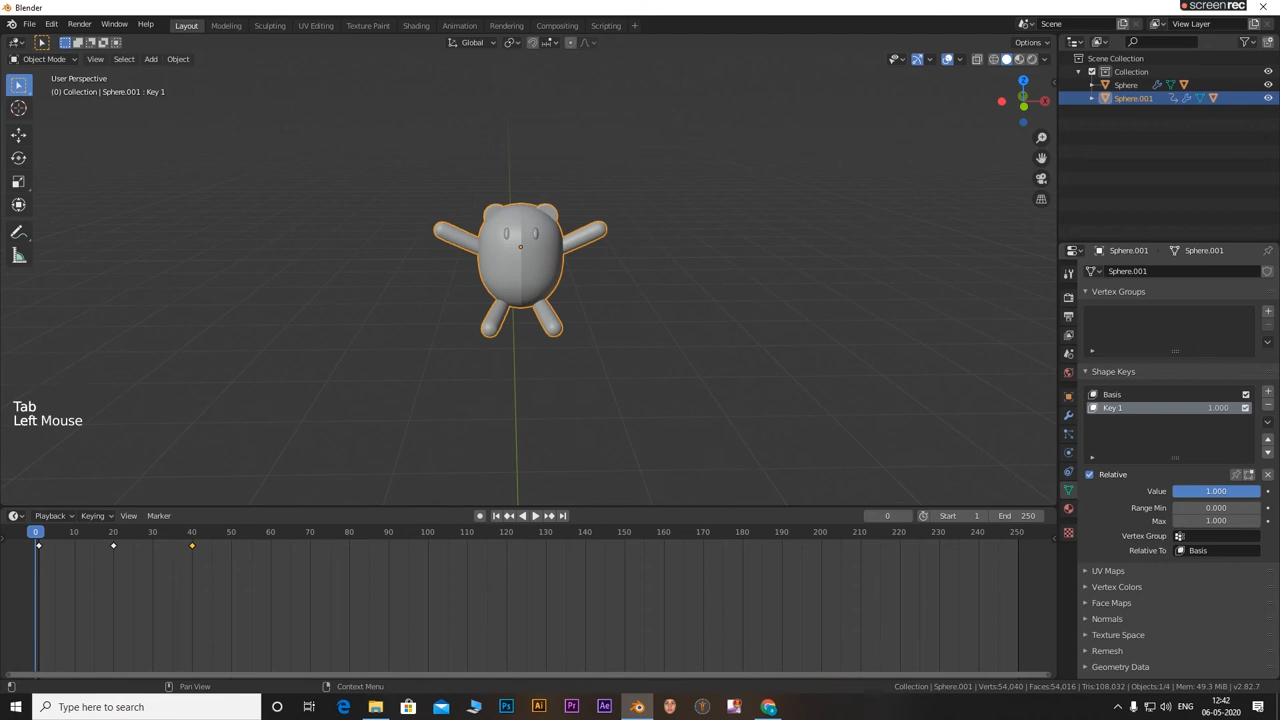 Blender
screenrec
File Edit Render Window Help Layout Modeling Sculpting UV Editing Texture Paint Shading Animation Rendering Compositing Scripting + Scene View Layer
Global Options
Object Mode View Select Add Object
User Perspective
(0) Collection | Sphere.001 : Key 1
Z
X
Scene Collection
Collection
Sphere
Sphere.001
Sphere.001 Sphere.001
Sphere.001
Vertex Groups
Shape Keys
Basis
Key 1 1.000
Relative
Value 1.000
Range Min 0.000
Max 1.000
Vertex Group
Relative To Basis
UV Maps
Vertex Colors
Face Maps
Normals
Texture Space
Remesh
Geometry Data
Tab
Left Mouse
Playback Keying View Marker 0 Start 1 End 250
0 10 20 30 40 50 60 70 80 90 100 110 120 130 140 150 160 170 180 190 200 210 220 230 240 250
Pan View Context Menu Collection | Sphere.001 | Verts:54,040 | Faces:54,016 | Tris:108,032 | Objects:1/4 | Mem: 49.3 MiB | v2.82.7
Type here to search
Ps Ai Pr Ae
ENG
12:42
06-05-2020